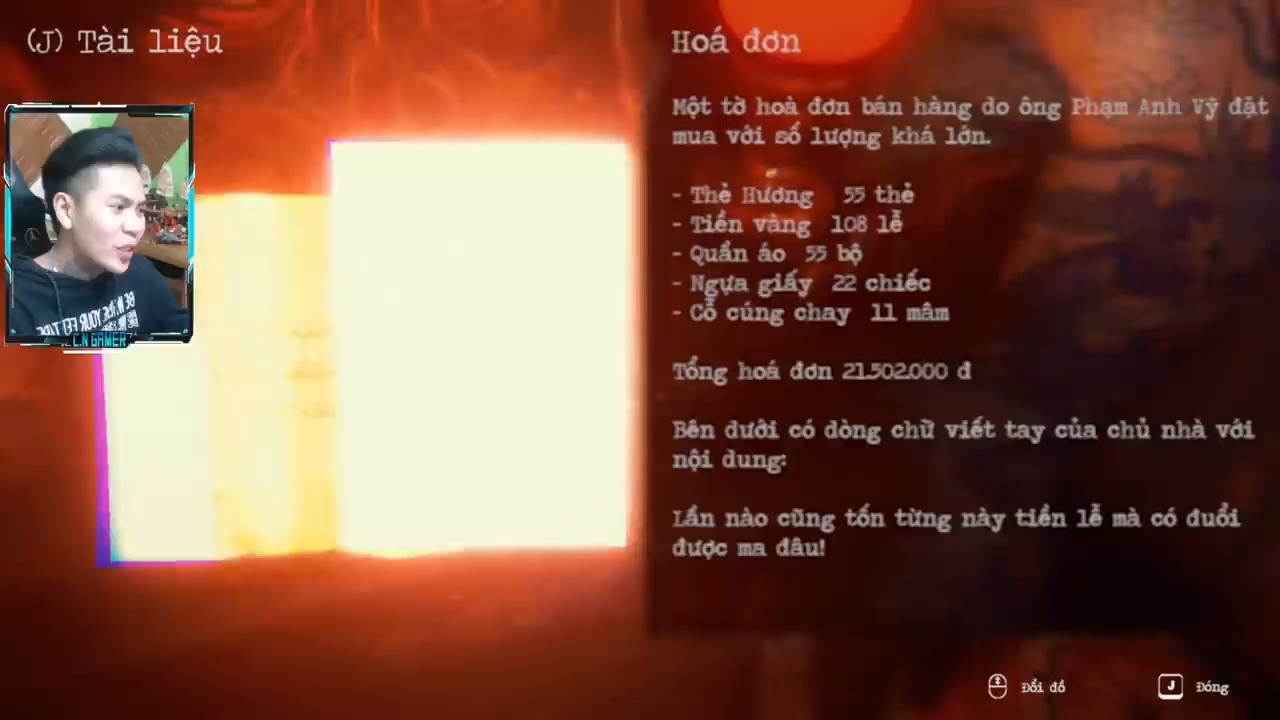 (J) Tài liệu
Hoá đơn
Một tờ hoà đơn bán hàng do ông Phạm Anh Vỹ đặt
mua với số lượng khá lớn.
- Thẻ Hương 55 thẻ
- Tiền vàng 108 lễ
- Quần áo 55 bộ
- Ngựa giấy 22 chiếc
- Cỗ cúng chay 11 mâm
Tổng hoá đơn 21.502.000 đ
Bên dưới có dòng chữ viết tay của chủ nhà với
nội dung:
Lần nào cũng tốn từng này tiền lễ mà có đuổi
được ma đâu!
C.N GAMER
Đổi đồ
J Đóng